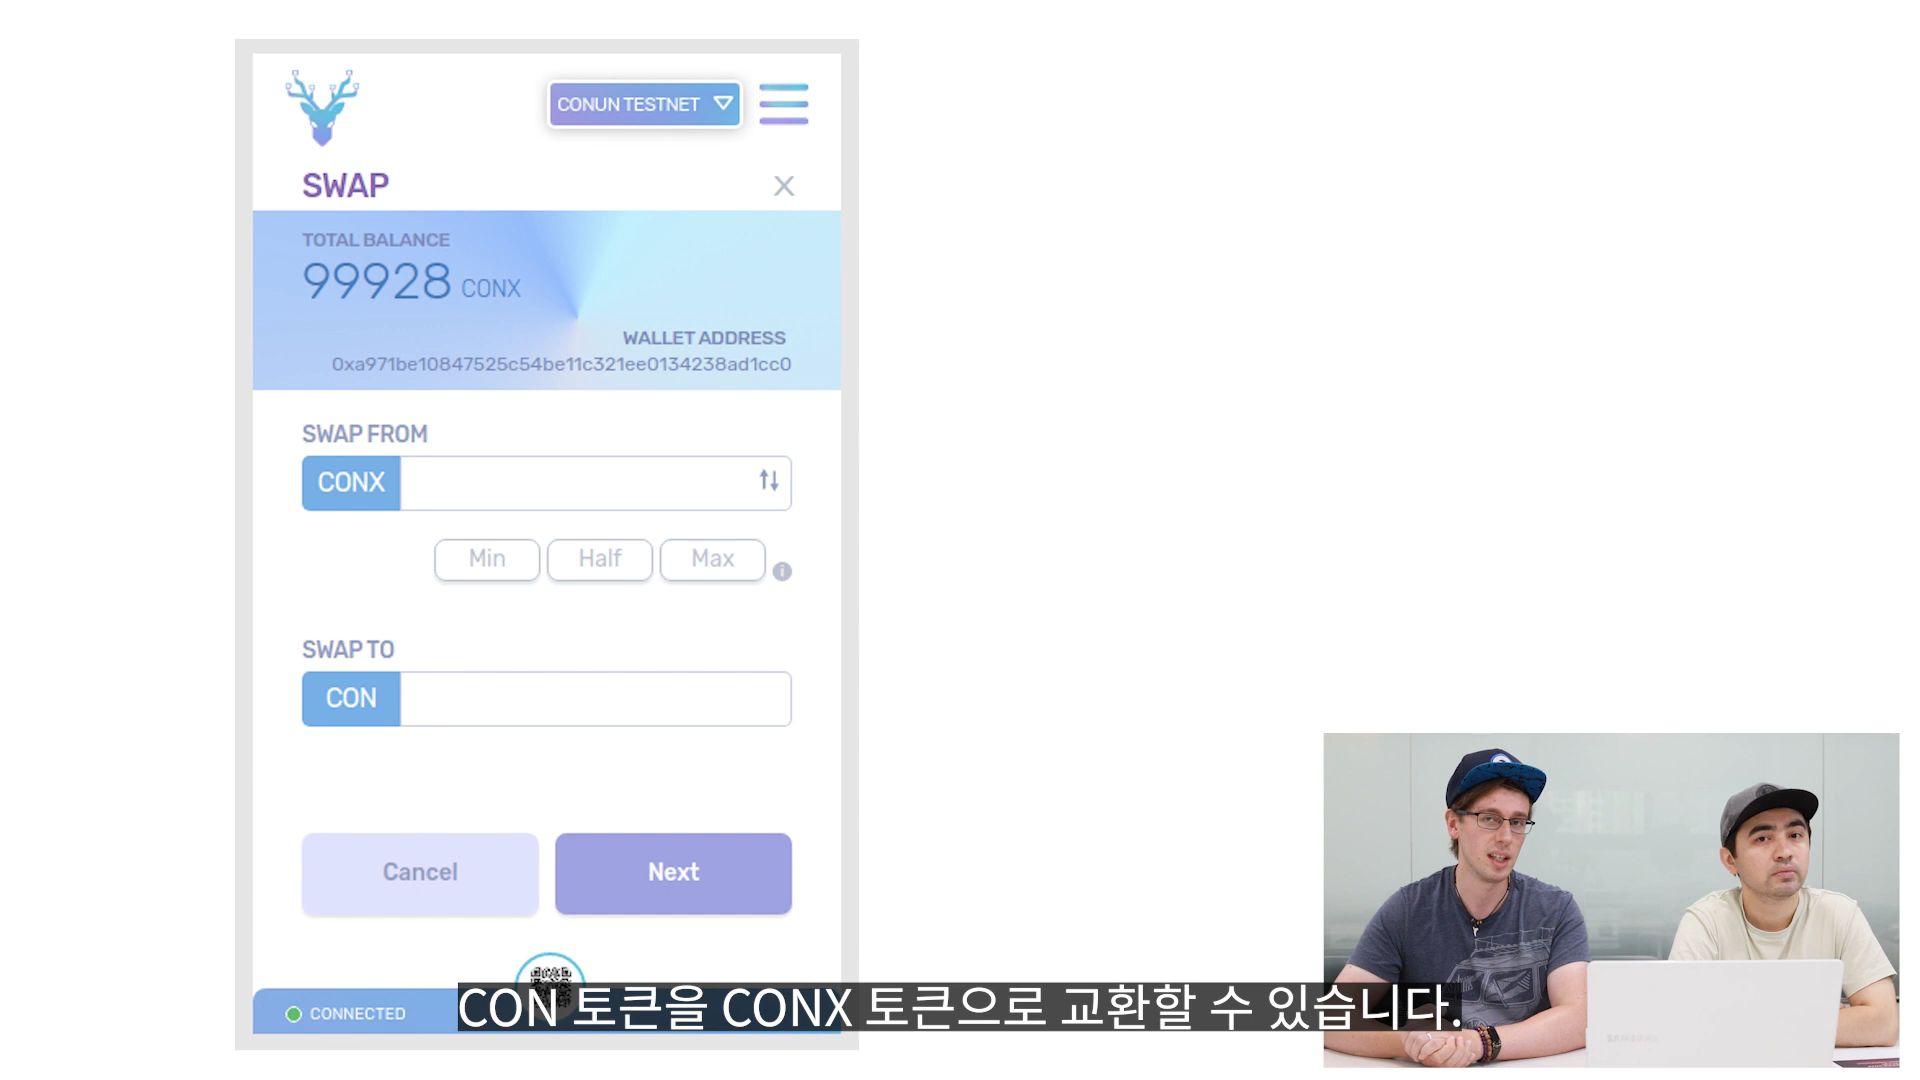 CONUN TESTNET
SWAP
X
TOTAL BALANCE
99928 CONX
WALLET ADDRESS
0xa971be10847525c54be11c321ee0134238ad1cc0
SWAP FROM
CONX
Min Half Max
SWAP TO
CON
Cancel Next
CONNECTED
CON 토큰을 CONX 토큰으로 교환할 수 있습니다.
SAMSUNG